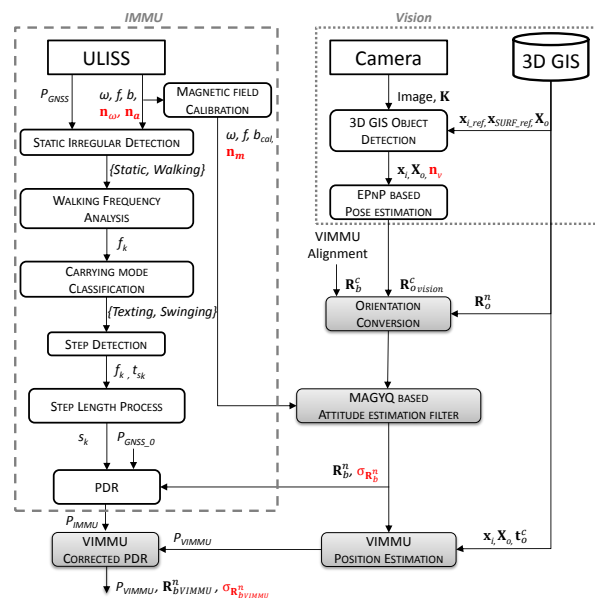 IMMU
Vision
ULISS
Camera
3D GIS
P_GNSS
ω, f, b,
n_ω, n_a
MAGNETIC FIELD
CALIBRATION
Image, K
STATIC IRREGULAR DETECTION
3D GIS OBJECT
DETECTION
x_i_ref, x_SURF_ref, X_o
ω, f, b_cal,
n_m
{Static, Walking}
x_i, X_o, n_v
WALKING FREQUENCY
ANALYSIS
EPnP BASED
POSE ESTIMATION
f_k
VIMMU
Alignment
CARRYING MODE
CLASSIFICATION
R_b^c
R_o vision^c
R_o^n
{Texting, Swinging}
ORIENTATION
CONVERSION
STEP DETECTION
f_k , t_sk
STEP LENGTH PROCESS
MAGYQ BASED
ATTITUDE ESTIMATION FILTER
s_k
P_GNSS_0
R_b^n, σ_R_b^n
PDR
P_IMMU
VIMMU
CORRECTED PDR
P_VIMMU
VIMMU
POSITION ESTIMATION
x_i, X_o, t_o^c
P_VIMMU, R_bVIMMU^n, σ_R_bVIMMU^n